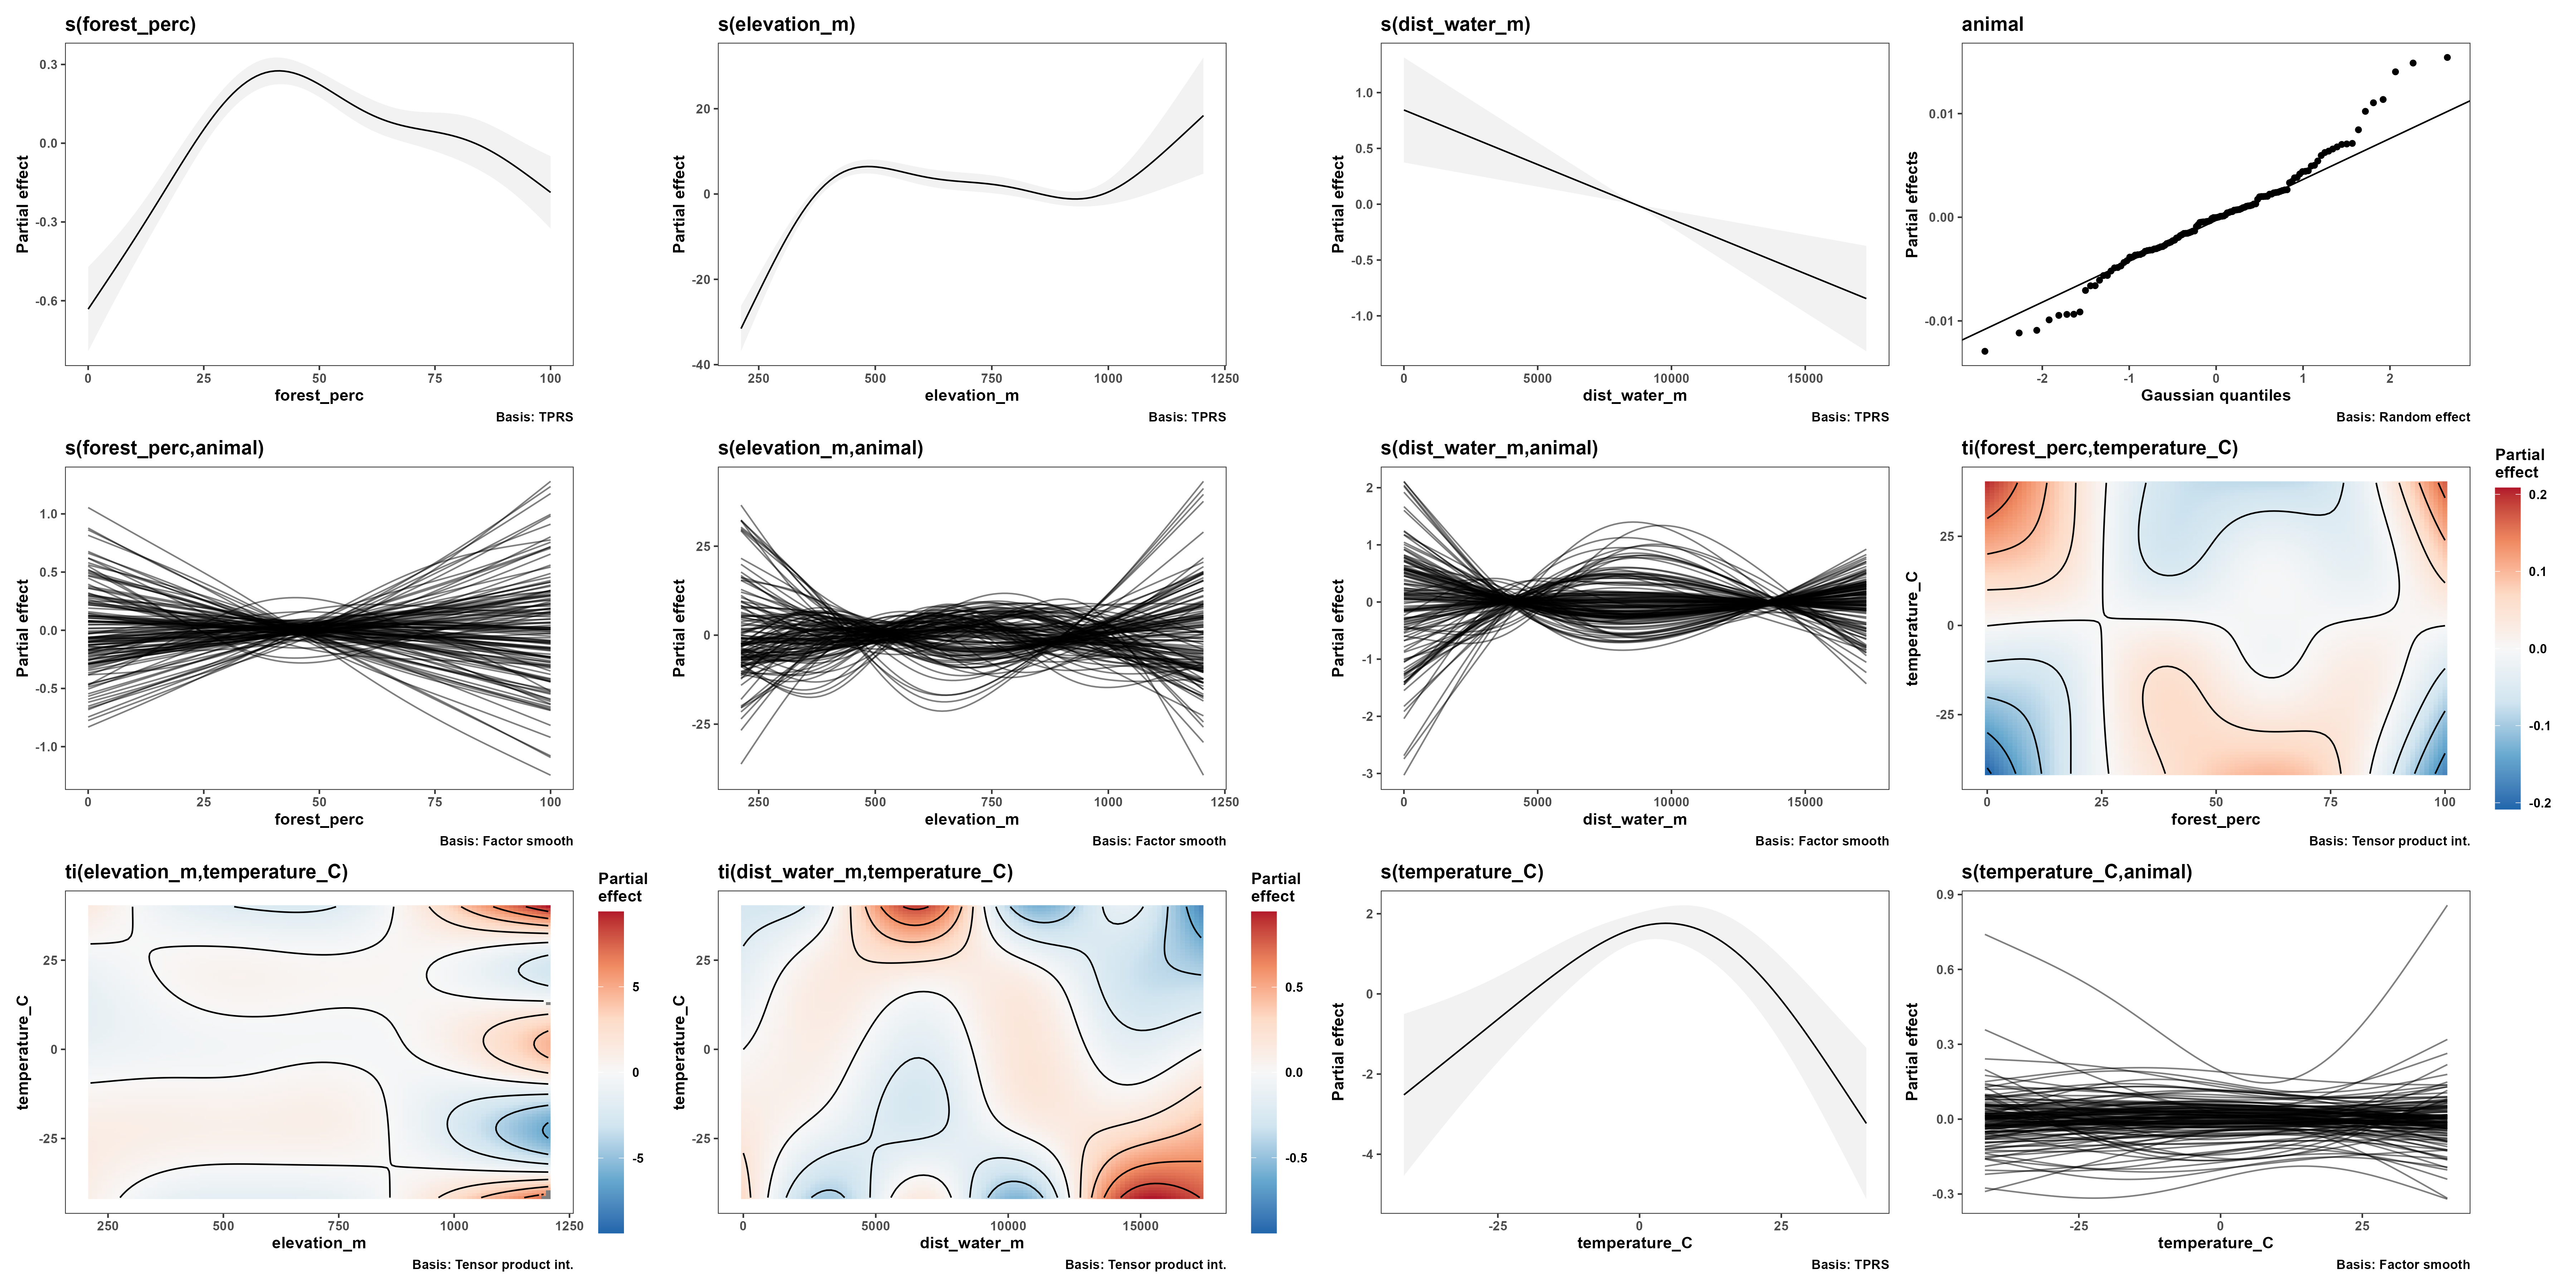 s(forest_perc)
Partial effect
0.3
0.0
-0.3
-0.6
0
25
50
75
100
forest_perc
Basis: TPRS
s(elevation_m)
Partial effect
20
0
-20
-40
250
500
750
1000
1250
elevation_m
Basis: TPRS
s(dist_water_m)
Partial effect
1.0
0.5
0.0
-0.5
-1.0
0
5000
10000
15000
dist_water_m
Basis: TPRS
animal
Partial effects
0.01
0.00
-0.01
-2
-1
0
1
2
Gaussian quantiles
Basis: Random effect
s(forest_perc,animal)
Partial effect
1.0
0.5
0.0
-0.5
-1.0
0
25
50
75
100
forest_perc
Basis: Factor smooth
s(elevation_m,animal)
Partial effect
25
0
-25
250
500
750
1000
1250
elevation_m
Basis: Factor smooth
s(dist_water_m,animal)
Partial effect
2
1
0
-1
-2
-3
0
5000
10000
15000
dist_water_m
Basis: Factor smooth
ti(forest_perc,temperature_C)
temperature_C
25
0
-25
0
25
50
75
100
forest_perc
Basis: Tensor product int.
Partial
effect
0.2
0.1
0.0
-0.1
-0.2
ti(elevation_m,temperature_C)
temperature_C
25
0
-25
250
500
750
1000
1250
elevation_m
Basis: Tensor product int.
Partial
effect
5
0
-5
ti(dist_water_m,temperature_C)
temperature_C
25
0
-25
0
5000
10000
15000
dist_water_m
Basis: Tensor product int.
Partial
effect
0.5
0.0
-0.5
s(temperature_C)
Partial effect
2
0
-2
-4
-25
0
25
temperature_C
Basis: TPRS
s(temperature_C,animal)
Partial effect
0.9
0.6
0.3
0.0
-0.3
-25
0
25
temperature_C
Basis: Factor smooth